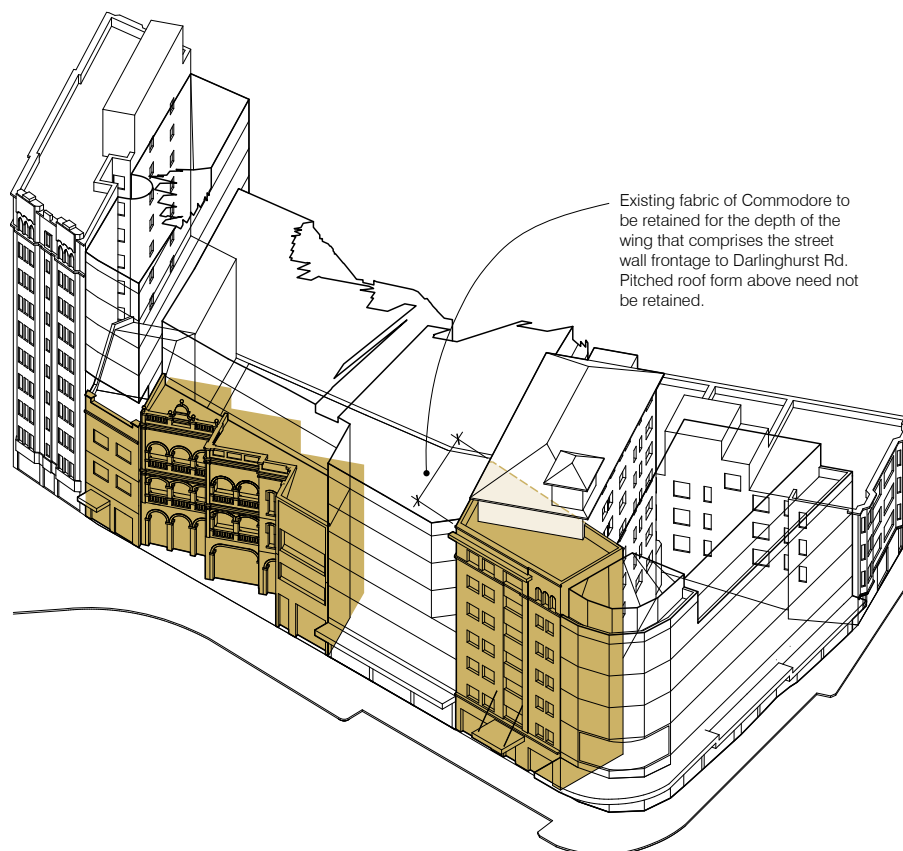 Existing fabric of Commodore to
be retained for the depth of the
wing that comprises the street
wall frontage to Darlinghurst Rd.
Pitched roof form above need not
be retained.